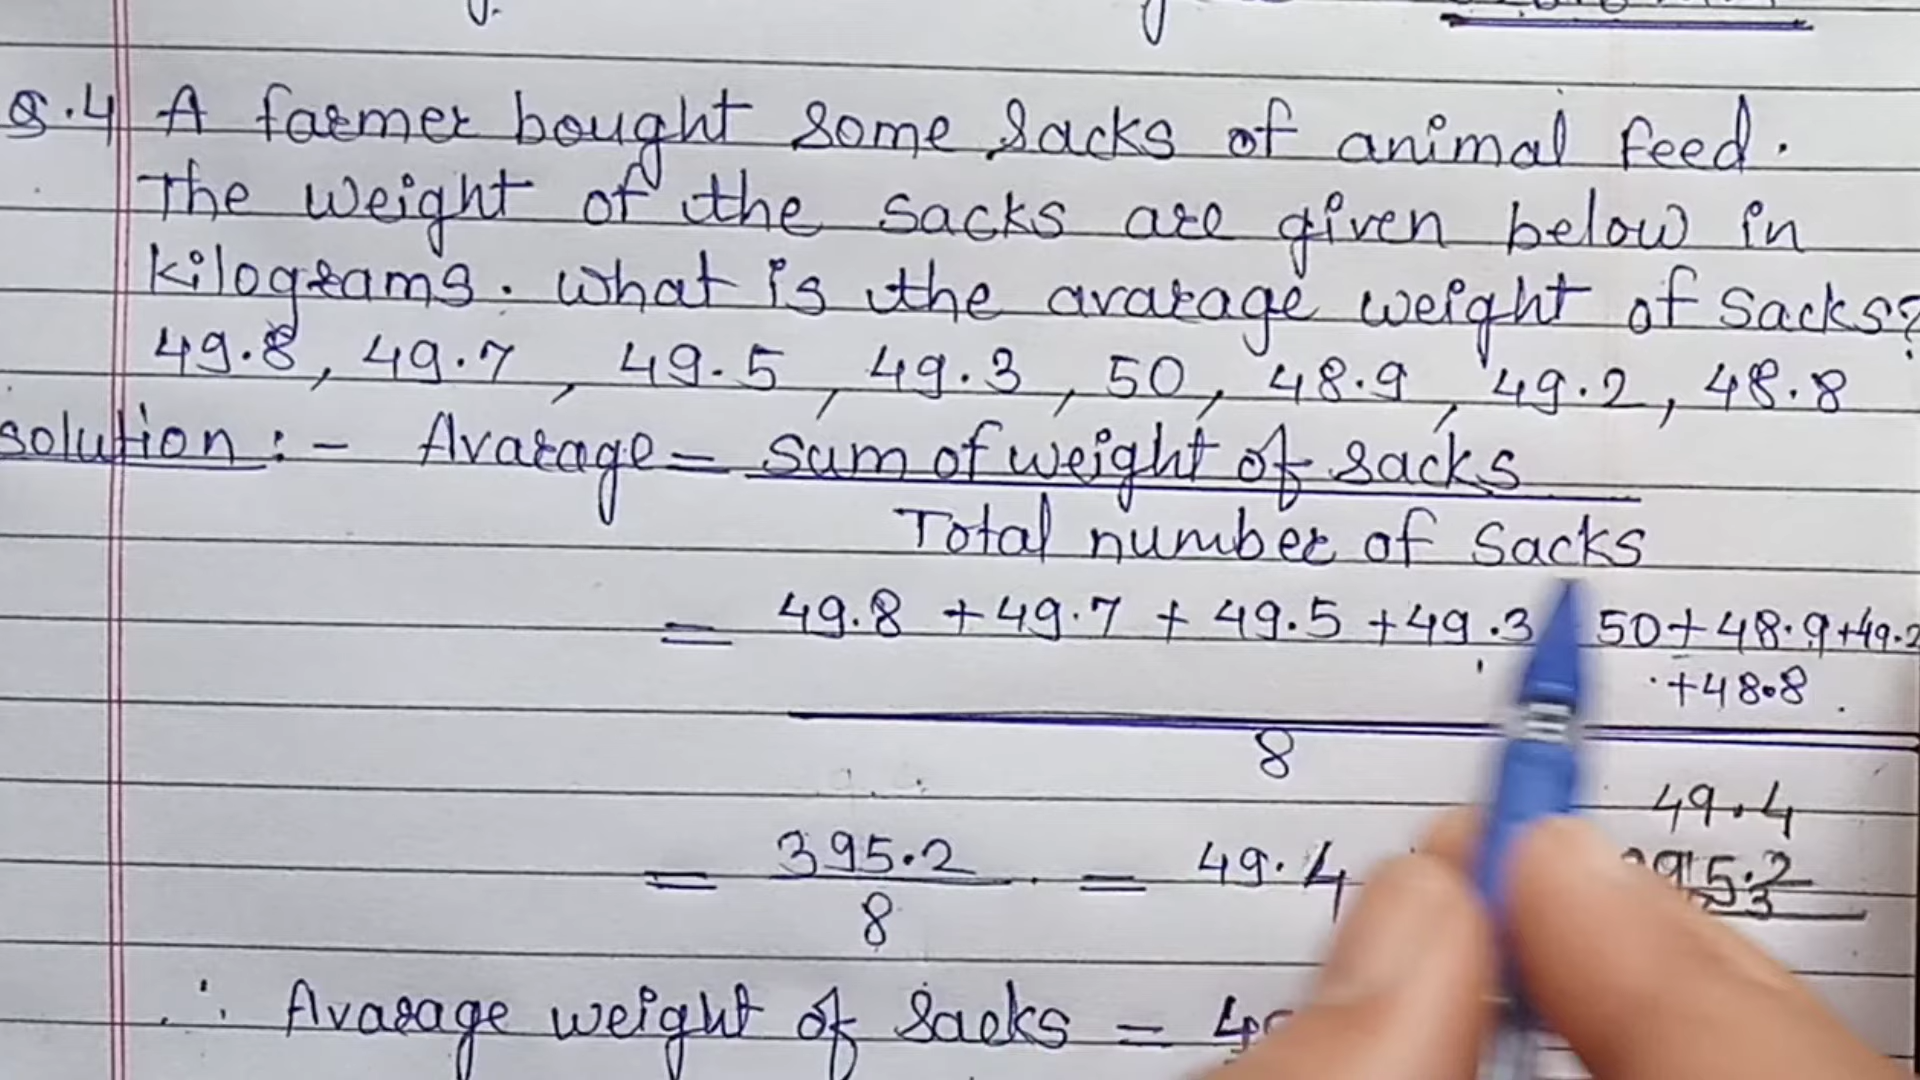 Q.4 A farmer bought some sacks of animal feed.
The weight of the sacks are given below in
kilograms. what is the avarage weight of sacks?
49.8, 49.7, 49.5, 49.3, 50, 48.9, 49.2, 48.8
solution :- Avarage = Sum of weight of sacks
Total number of Sacks
= 49.8 + 49.7 + 49.5 + 49.3 50 + 48.9 + 49.2
+ 48.8
8
49.4
= 395.2 = 49.4
8
∴ Avarage weight of Sacks =